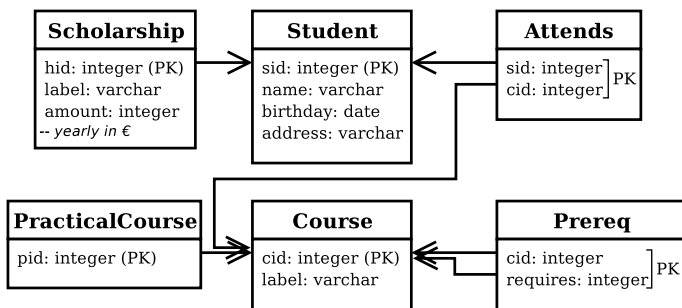 Scholarship
hid: integer (PK)
label: varchar
amount: integer
-- yearly in €
Student
sid: integer (PK)
name: varchar
birthday: date
address: varchar
Attends
sid: integer
cid: integer
PK
PracticalCourse
pid: integer (PK)
Course
cid: integer (PK)
label: varchar
Prereq
cid: integer
requires: integer
PK